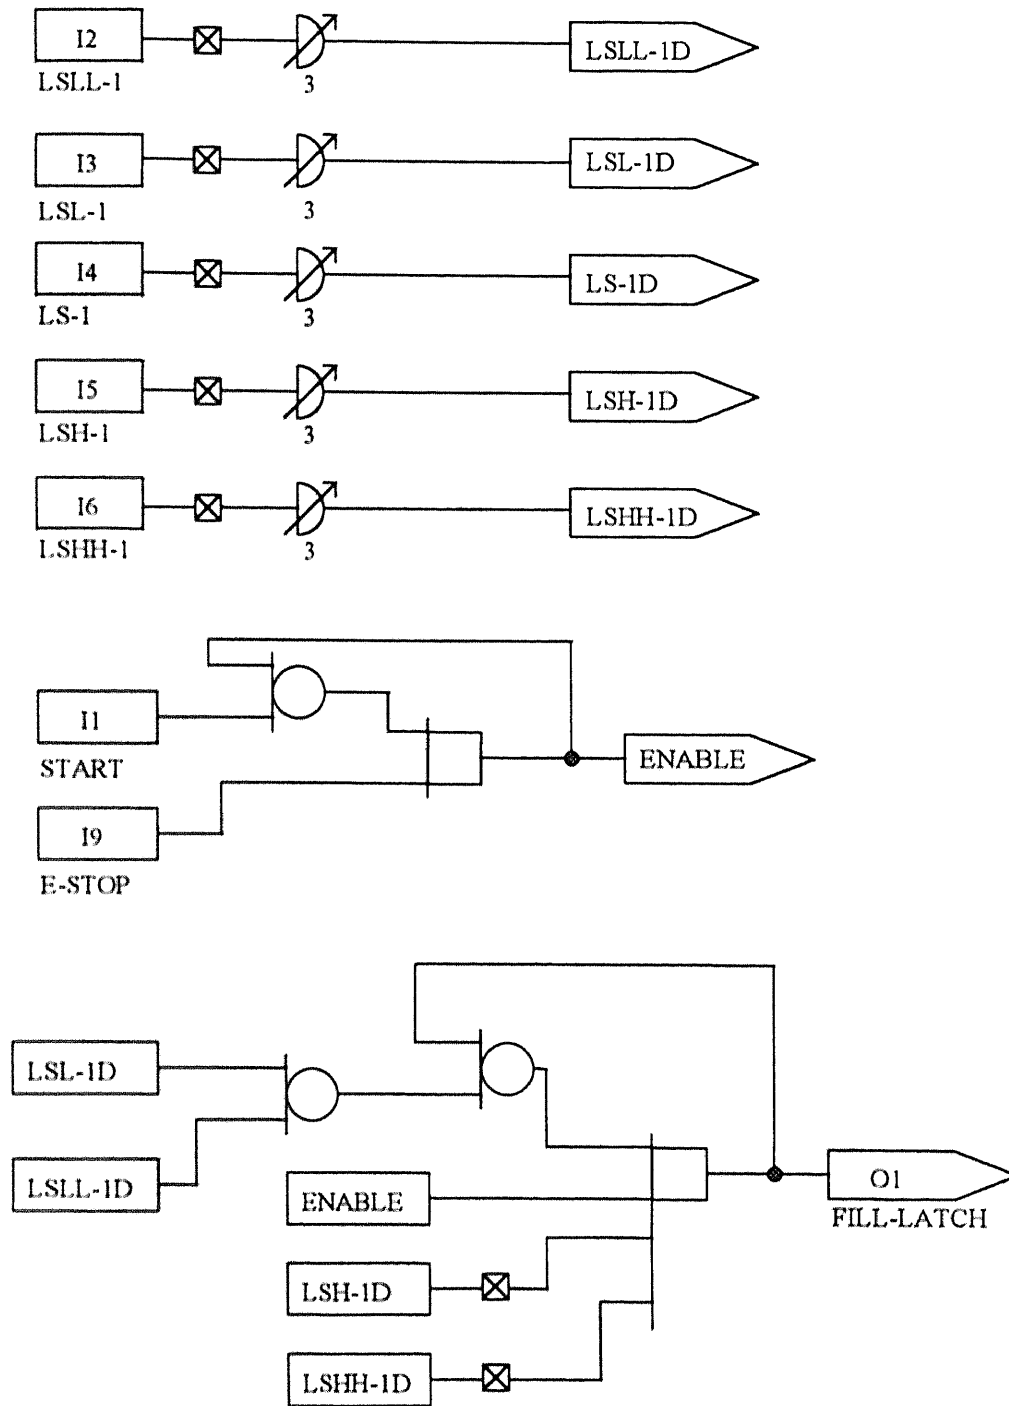 I2
LSLL-1
3
LSLL-1D
I3
LSL-1
3
LSL-1D
I4
LS-1
3
LS-1D
I5
LSH-1
3
LSH-1D
I6
LSHH-1
3
LSHH-1D
I1
START
I9
E-STOP
ENABLE
LSL-1D
LSLL-1D
ENABLE
LSH-1D
LSHH-1D
O1
FILL-LATCH